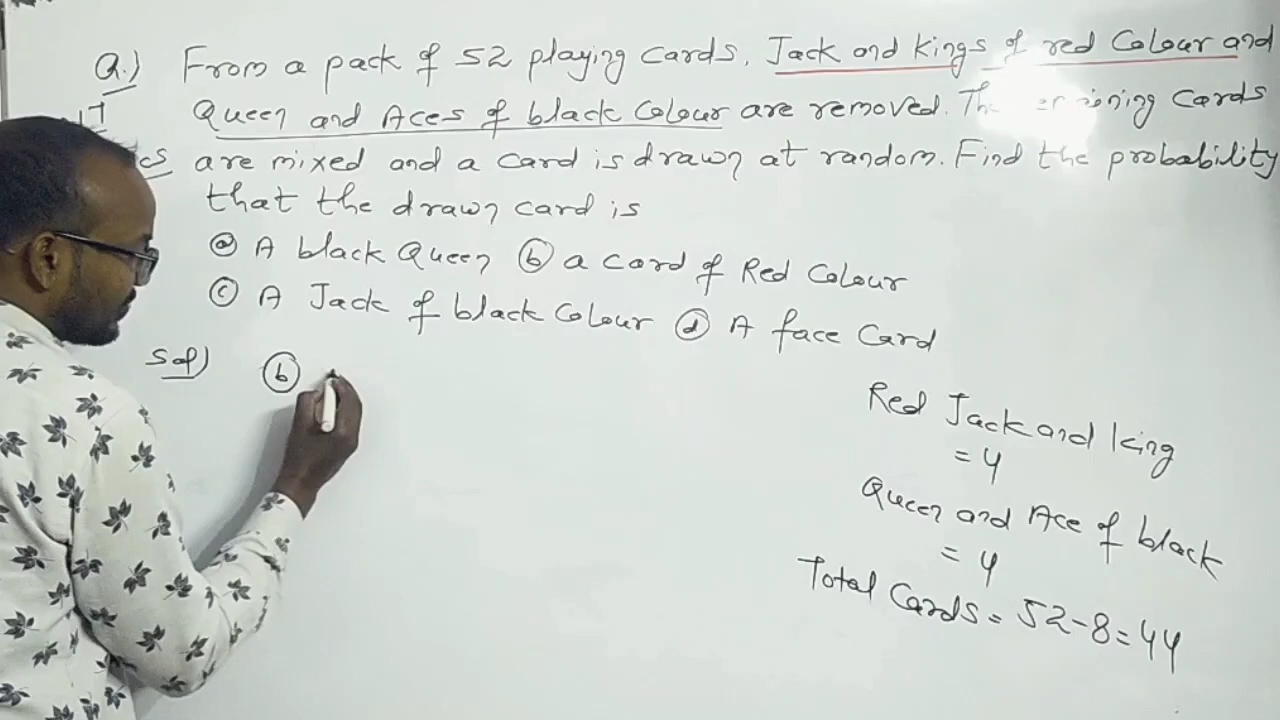 Q.) From a pack of 52 playing cards, Jack and kings of red Colour and
Queen and Aces of black Colour are removed. The cards
are mixed and a card is drawn at random. Find the probability
that the drawn card is
(a) A black Queen (b) a card of Red Colour
(c) A Jack of black Colour (d) A face Card
Sol) (b)
Red Jack and King
= 4
Queen and Ace of black
= 4
Total Cards = 52-8=44